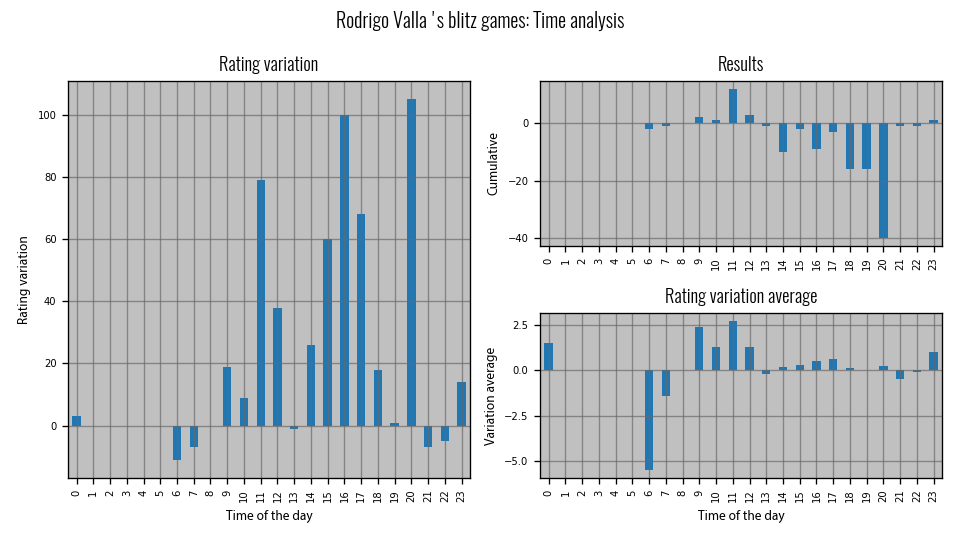 Rodrigo Valla 's blitz games: Time analysis
Rating variation
Rating variation
100
80
60
40
20
0
0 1 2 3 4 5 6 7 8 9 10 11 12 13 14 15 16 17 18 19 20 21 22 23
Time of the day
Results
Cumulative
0
−20
−40
0 1 2 3 4 5 6 7 8 9 10 11 12 13 14 15 16 17 18 19 20 21 22 23
Rating variation average
Variation average
2.5
0.0
−2.5
−5.0
0 1 2 3 4 5 6 7 8 9 10 11 12 13 14 15 16 17 18 19 20 21 22 23
Time of the day